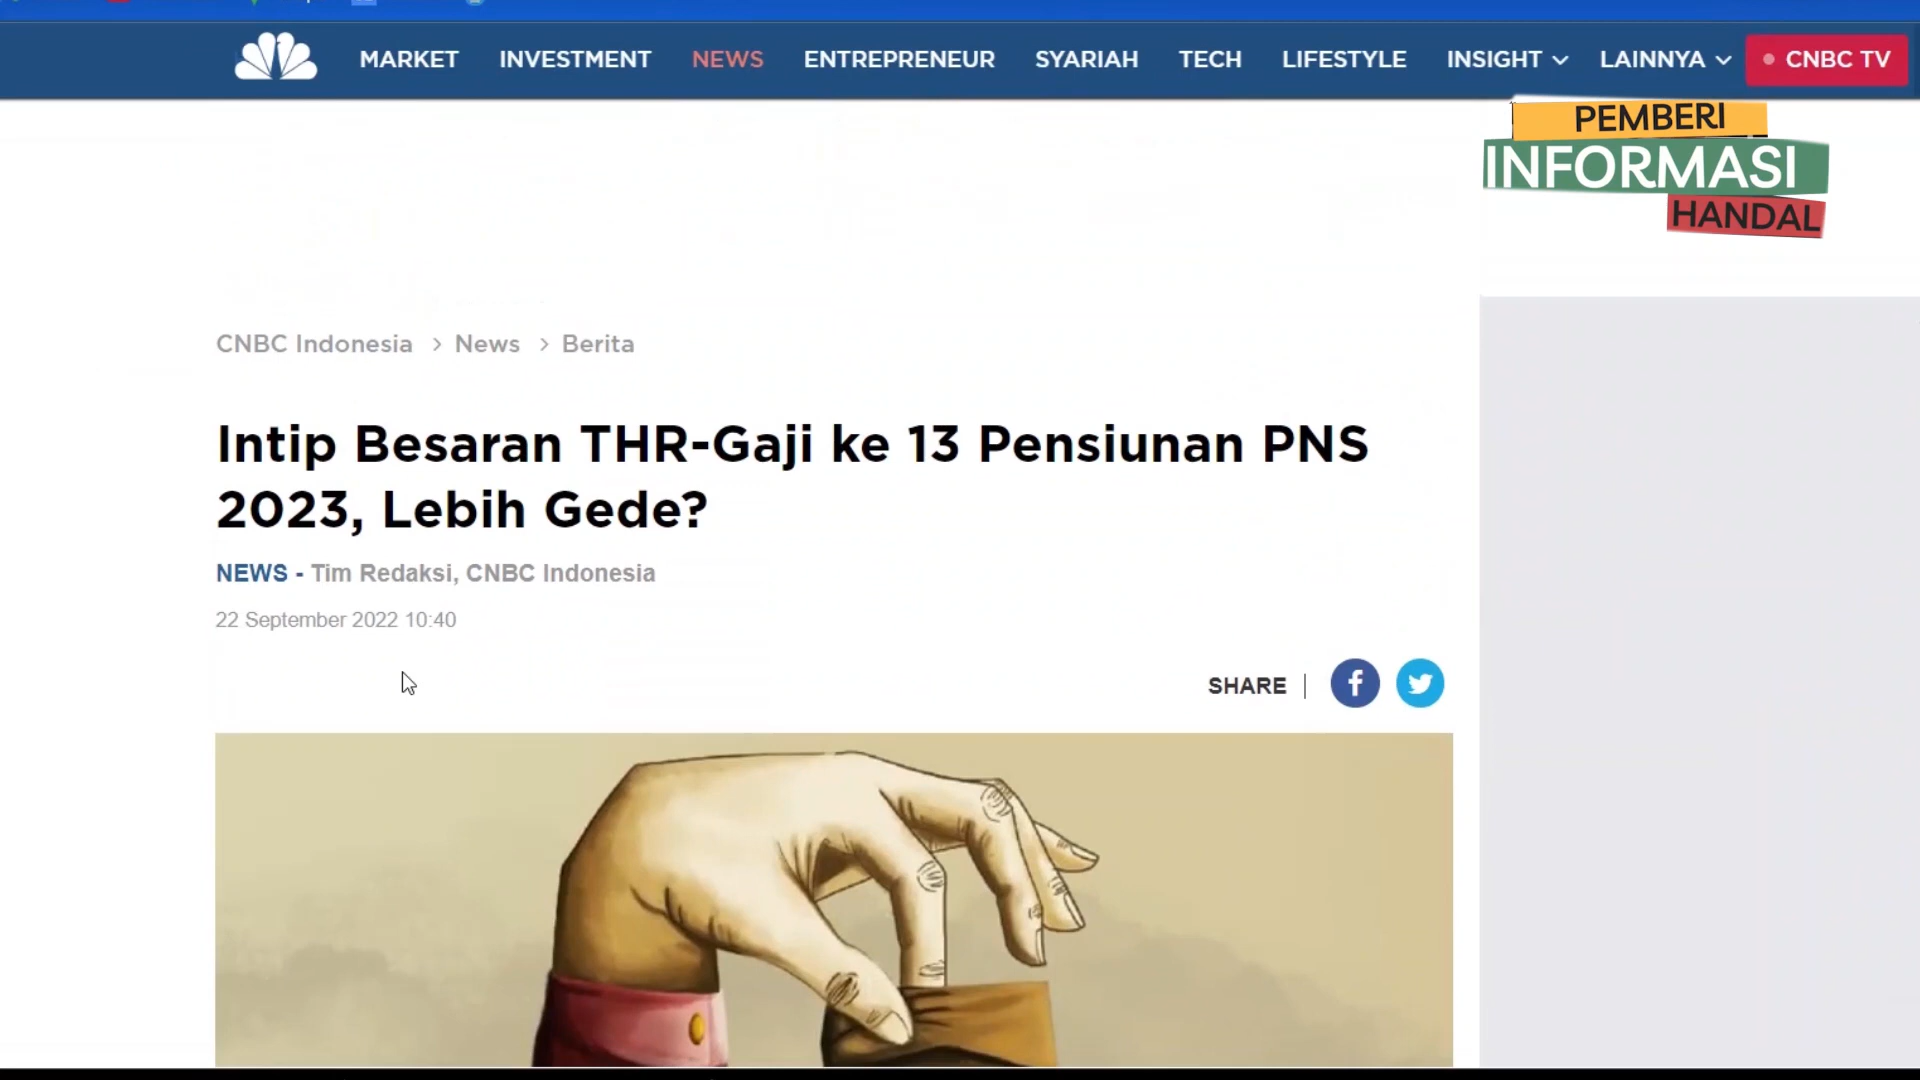 MARKET INVESTMENT NEWS ENTREPRENEUR SYARIAH TECH LIFESTYLE INSIGHT LAINNYA CNBC TV
PEMBERI
INFORMASI
HANDAL
CNBC Indonesia > News > Berita
Intip Besaran THR-Gaji ke 13 Pensiunan PNS
2023, Lebih Gede?
NEWS - Tim Redaksi, CNBC Indonesia
22 September 2022 10:40
SHARE |